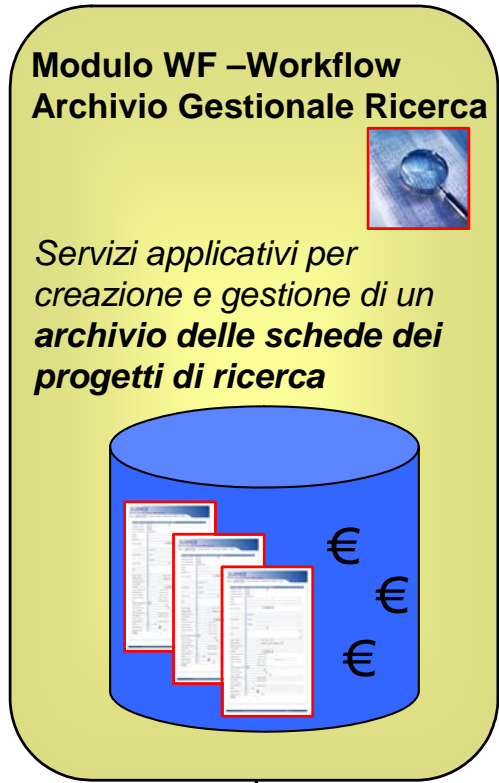 Modulo WF –Workflow
Archivio Gestionale Ricerca
Servizi applicativi per
creazione e gestione di un
archivio delle schede dei
progetti di ricerca
€
€
€